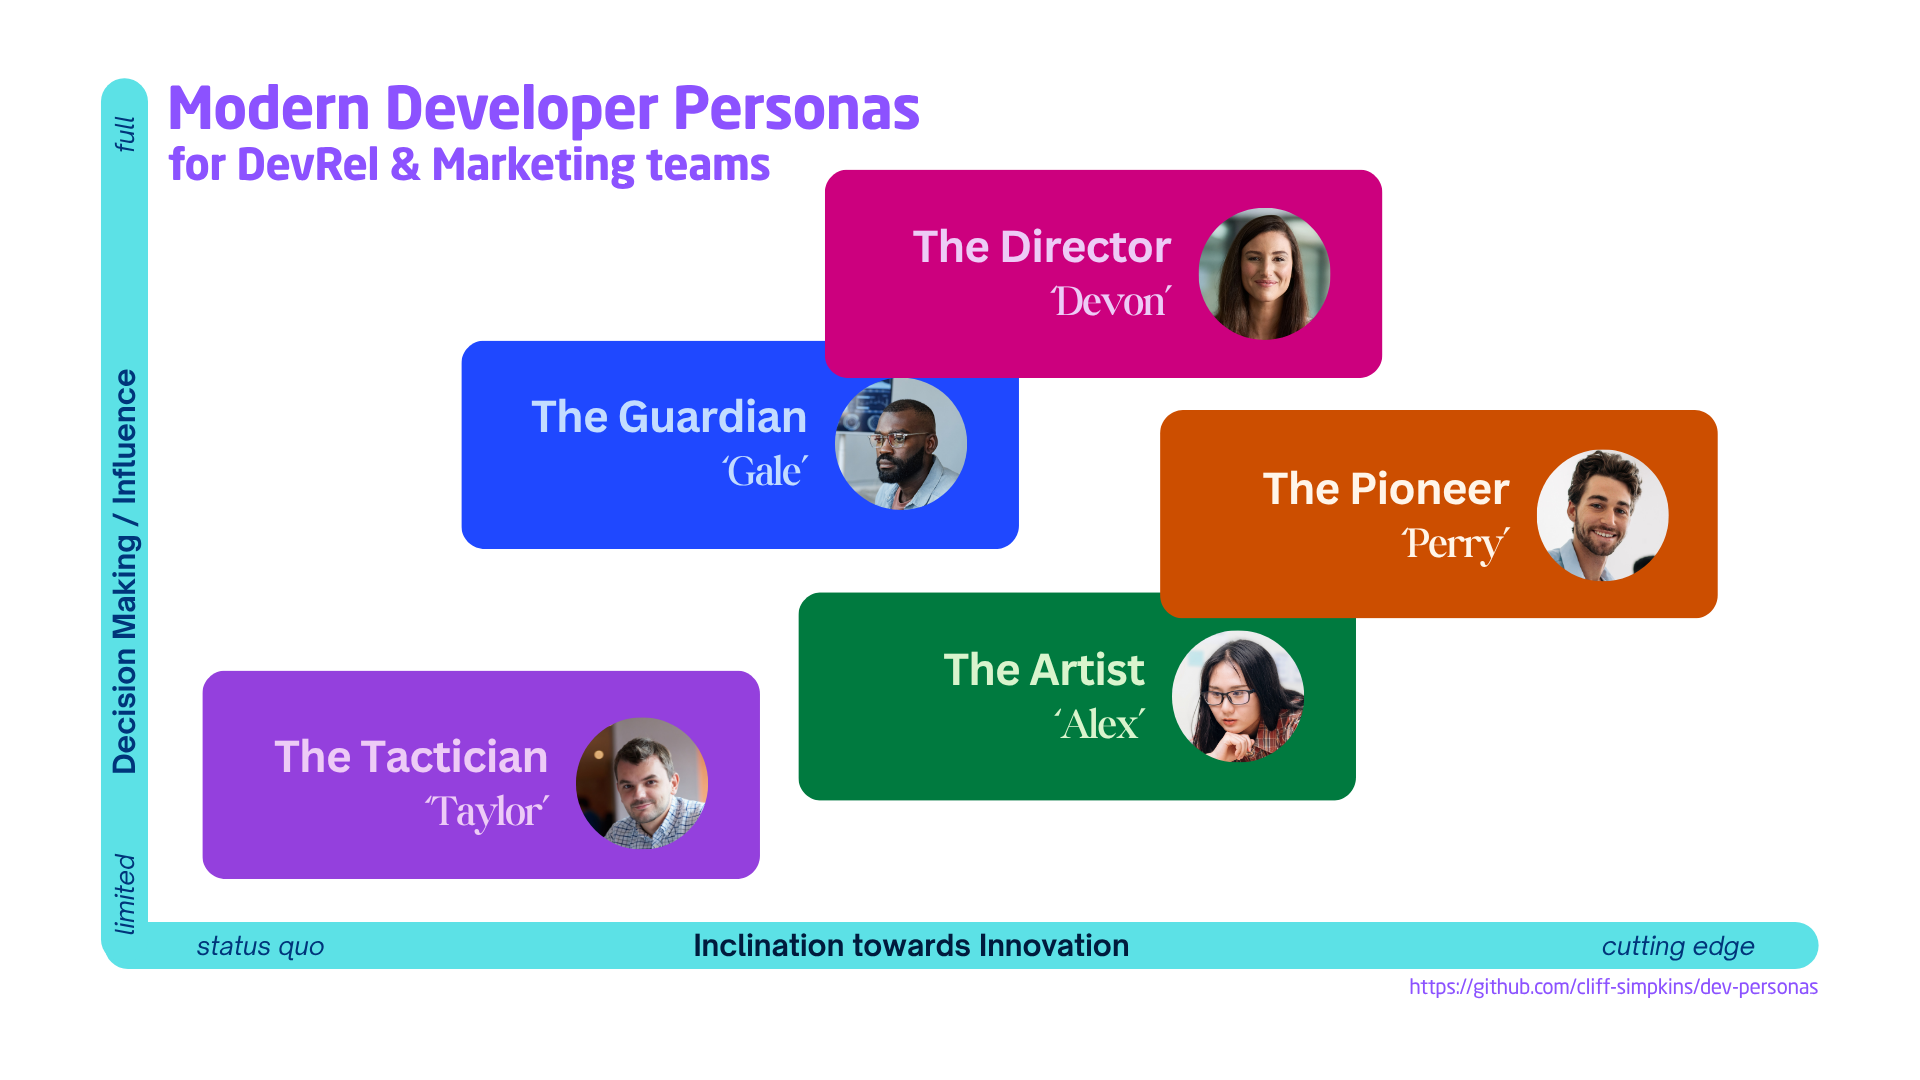 Modern Developer Personas
for DevRel & Marketing teams
full
Decision Making / Influence
limited
The Director
‘Devon’
The Guardian
‘Gale’
The Pioneer
‘Perry’
The Artist
‘Alex’
The Tactician
‘Taylor’
status quo
Inclination towards Innovation
cutting edge
https://github.com/cliff-simpkins/dev-personas